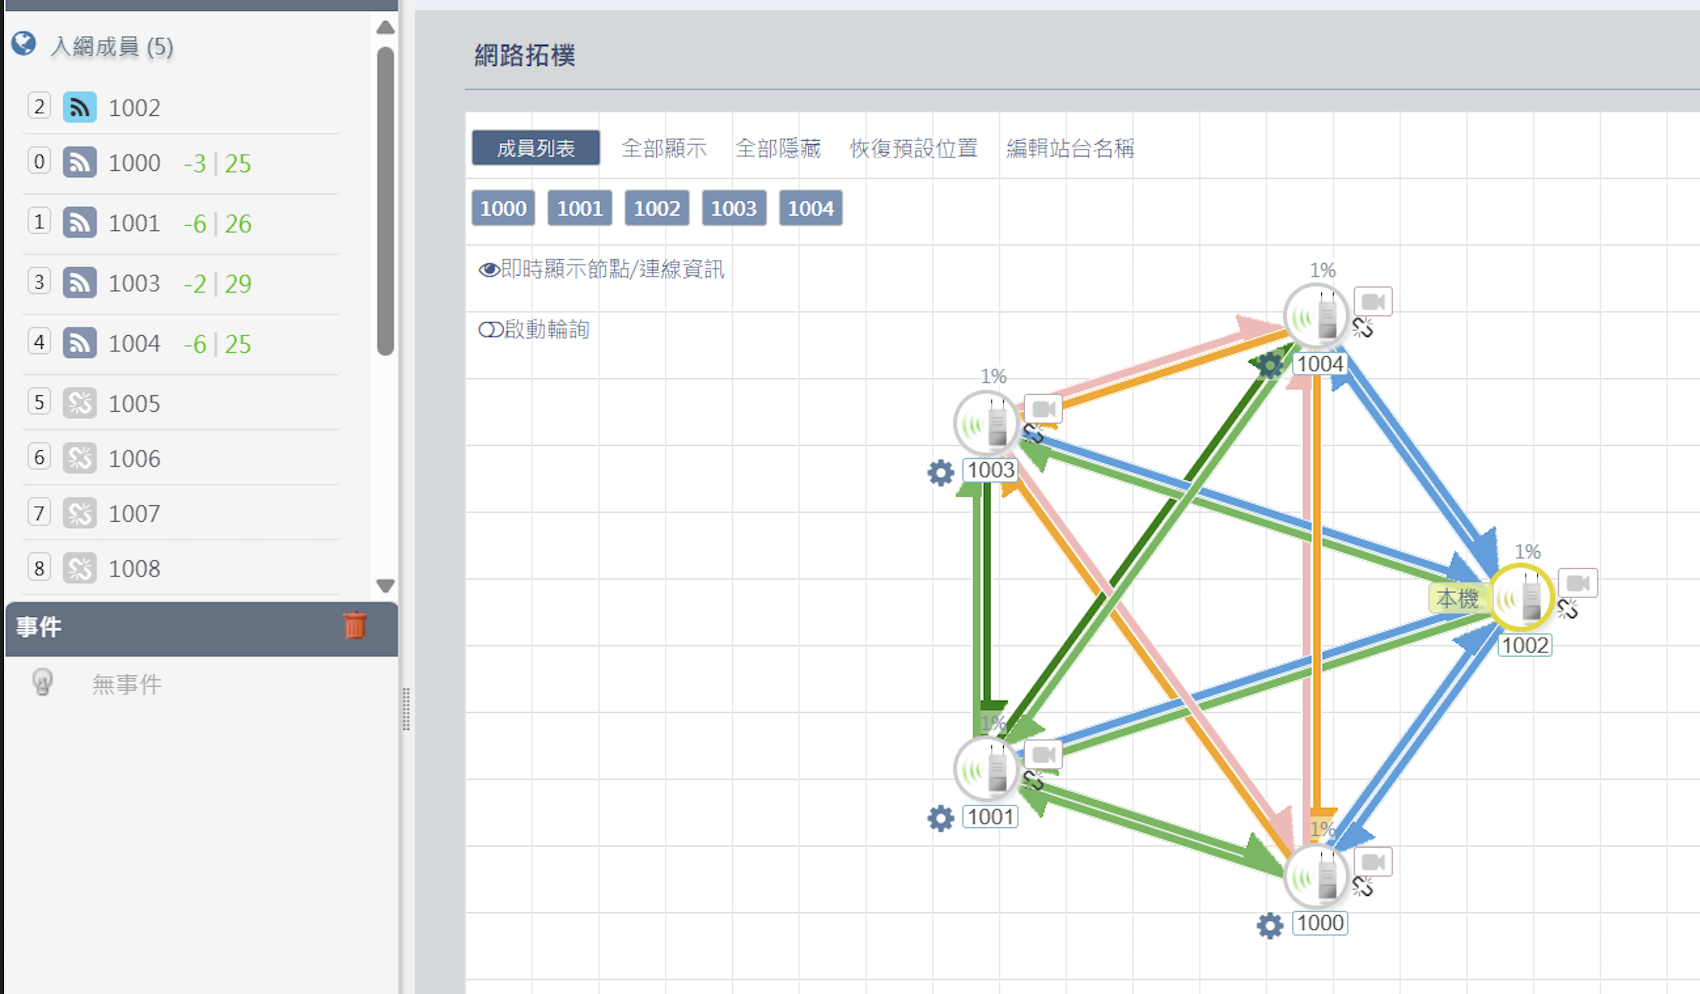 入網成員 (5)
2 1002
0 1000 -3 | 25
1 1001 -6 | 26
3 1003 -2 | 29
4 1004 -6 | 25
5 1005
6 1006
7 1007
8 1008
事件
無事件
網路拓樸
成員列表 全部顯示 全部隱藏 恢復預設位置 編輯站台名稱
1000 1001 1002 1003 1004
即時顯示節點/連線資訊
啟動輪詢
1%
1004
1%
1003
1%
本機
1002
1%
1001
1%
1000